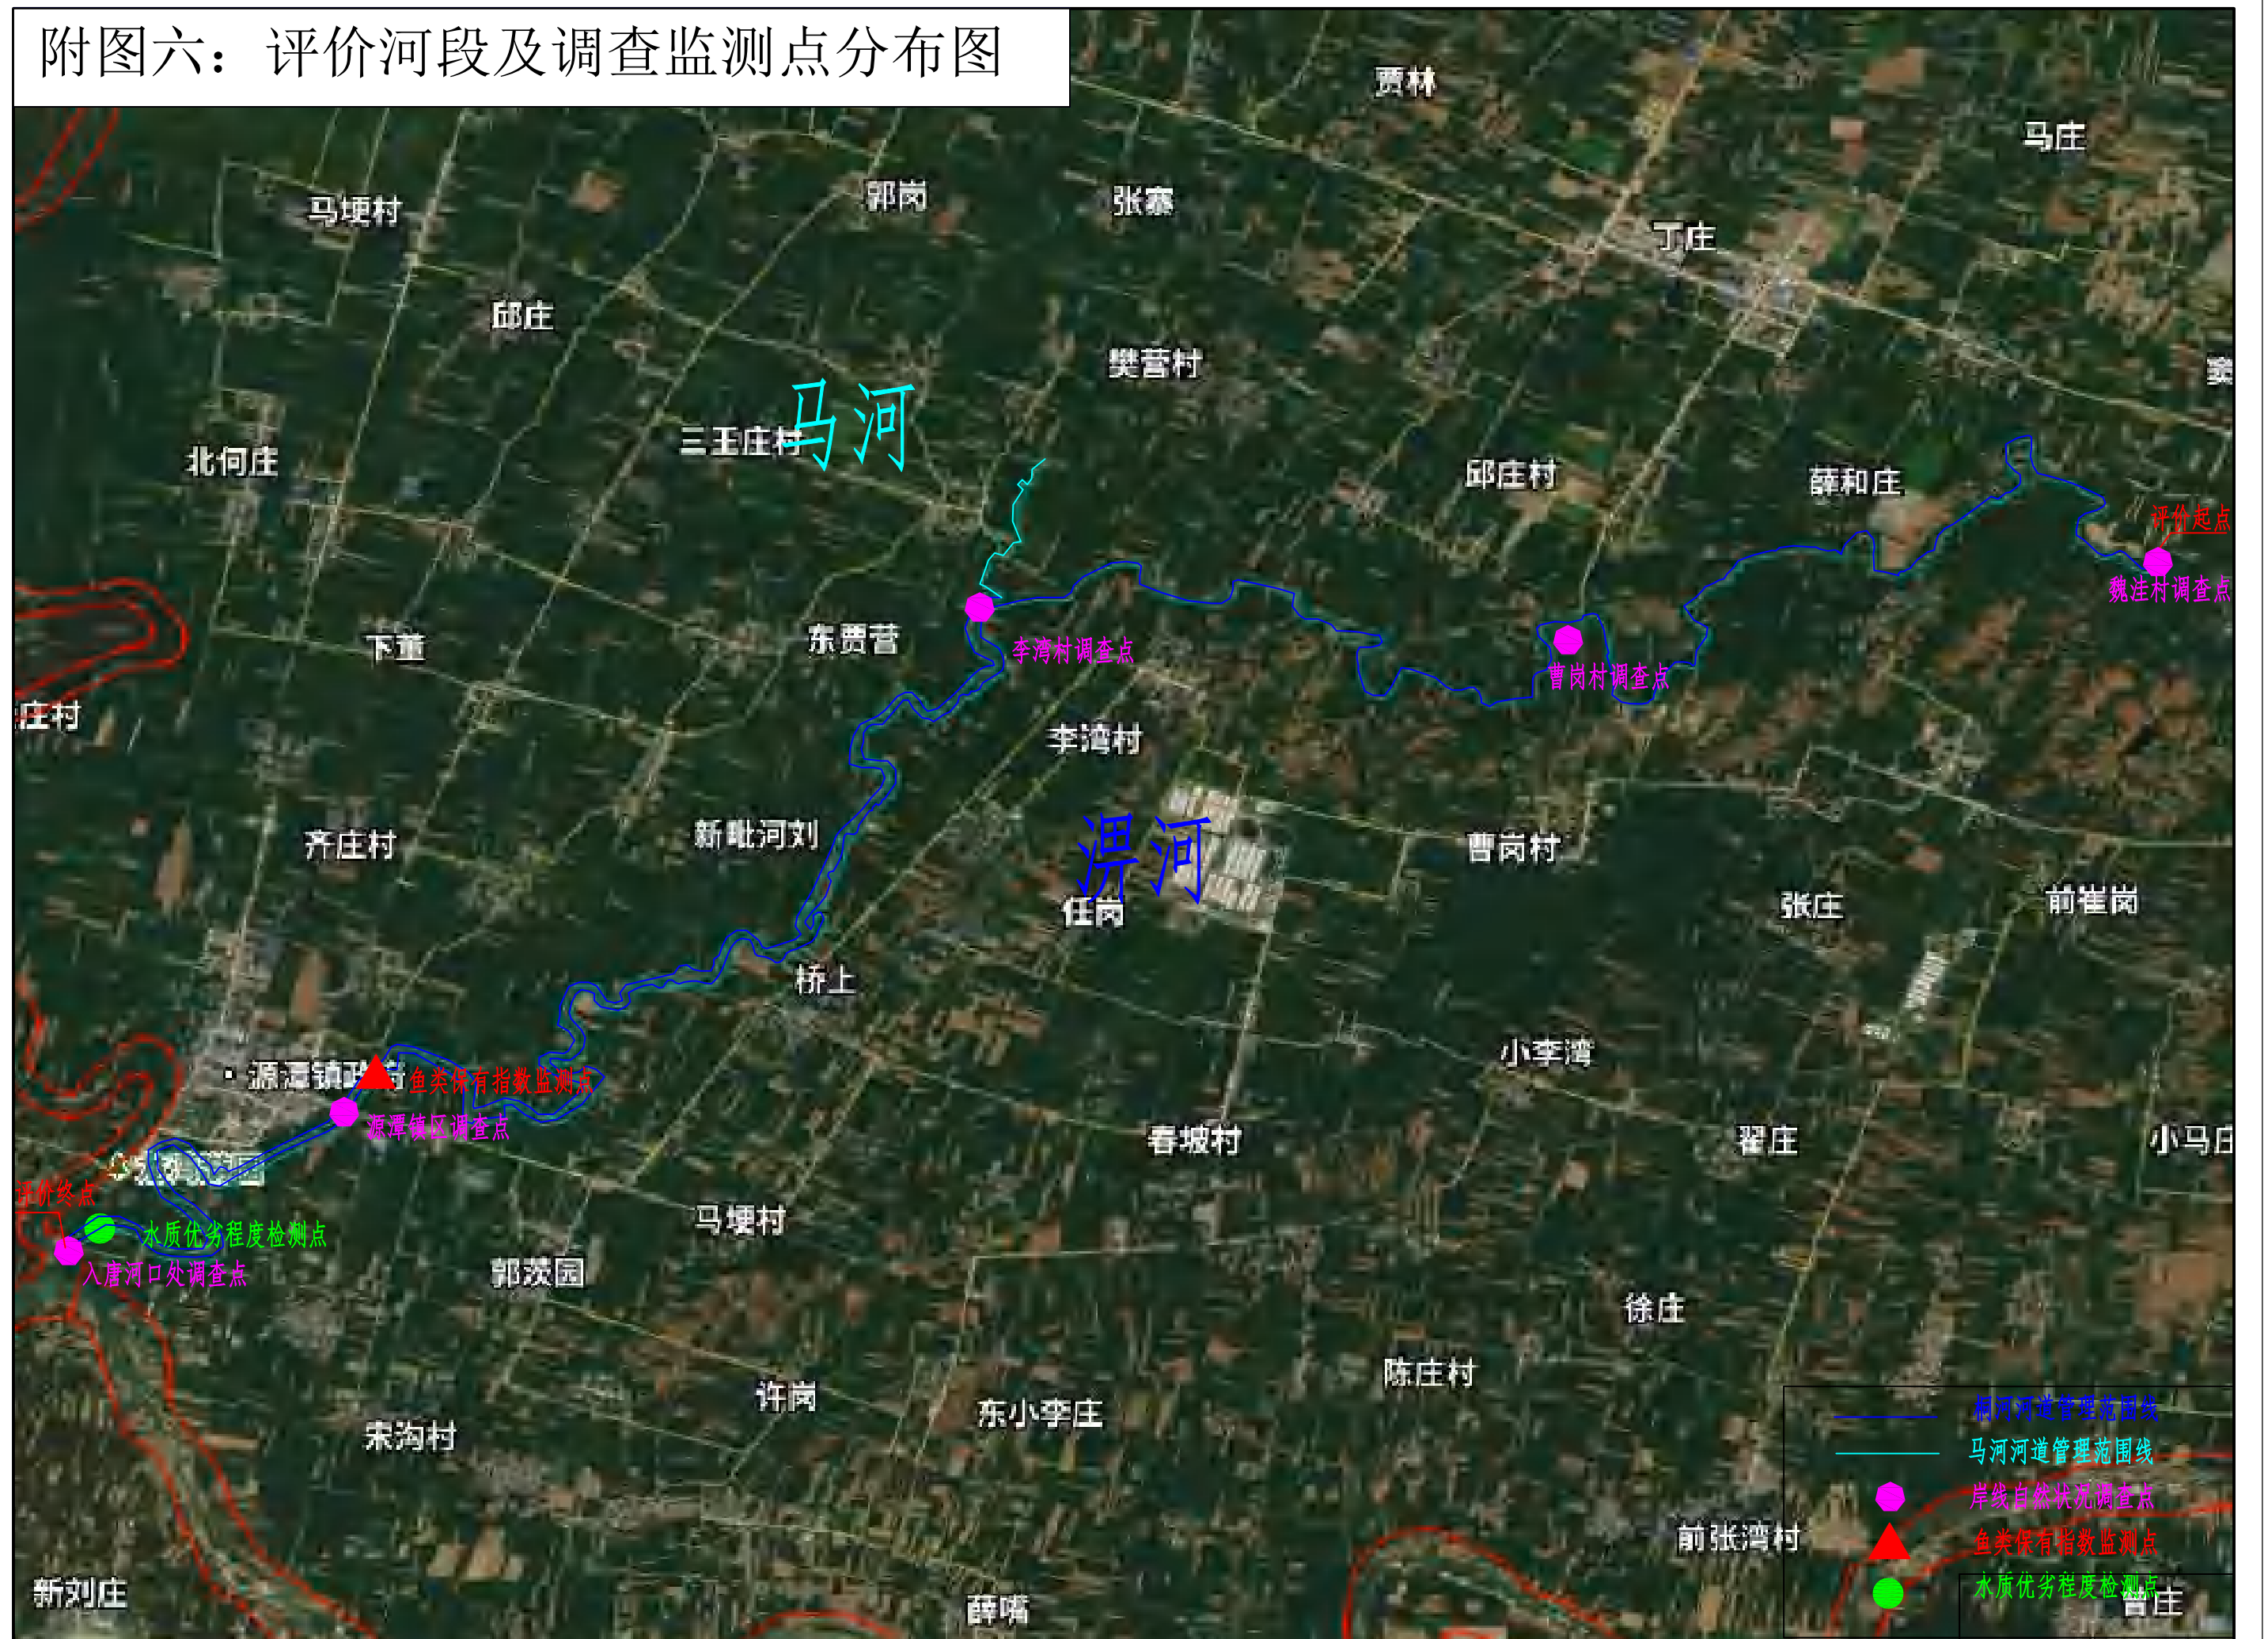 附图六：评价河段及调查监测点分布图
贾林
马庄
马埂村
郭岗
张寨
丁庄
邱庄
樊营村
马河
三王庄村
北何庄
邱庄村
薛和庄
评价起点
魏洼村调查点
下董
东贾营
李湾村调查点
曹岗村调查点
庄村
李湾村
齐庄村
新毗河刘
淠河
曹岗村
任岗
张庄
前崔岗
桥上
小李湾
源潭镇政府
鱼类保有指数监测点
源潭镇区调查点
春坡村
翟庄
小马庄
评价终点
水质优劣程度检测点
入唐河口处调查点
马埂村
郭茨园
徐庄
陈庄村
许岗
东小李庄
宋沟村
桐河河道管理范围线
马河河道管理范围线
岸线自然状况调查点
前张湾村
鱼类保有指数监测点
水质优劣程度检测点
曹庄
新刘庄
薛嘴